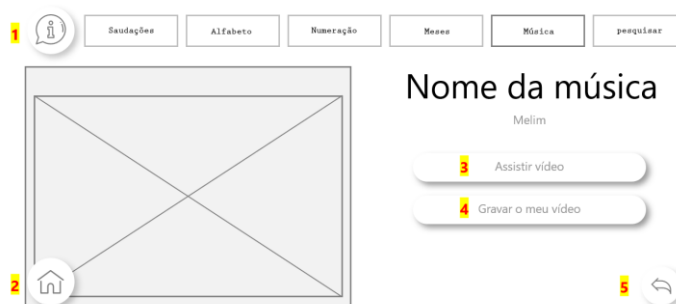 1 i Saudações Alfabeto Numeração Meses Música pesquisar
Nome da música
Melim
3 Assistir vídeo
4 Gravar o meu vídeo
2
5